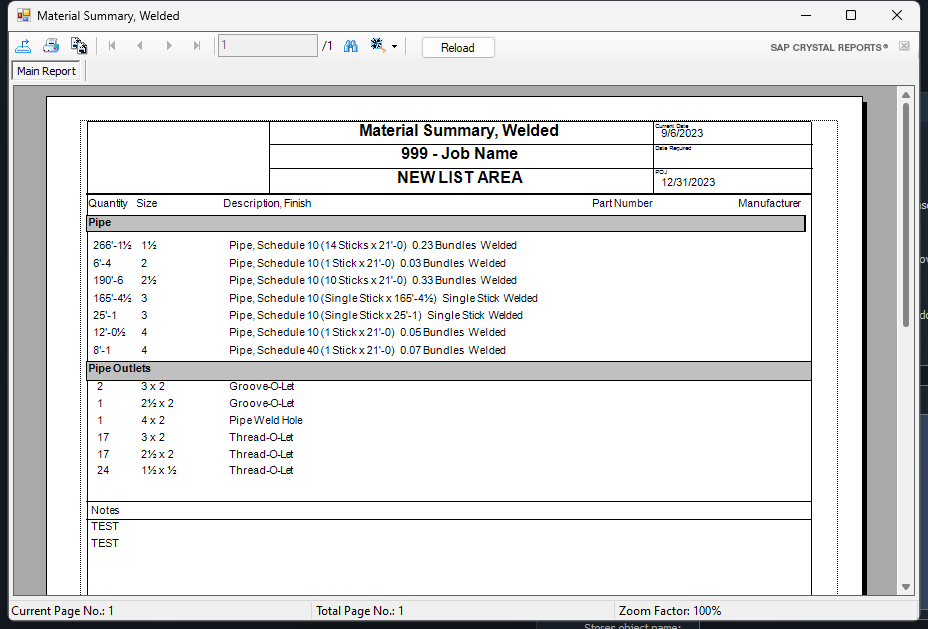 Material Summary, Welded
1 /1 Reload SAP CRYSTAL REPORTS®
Main Report
Material Summary, Welded
Current Date
9/6/2023
999 - Job Name
Date Required
NEW LIST AREA
12/31/2023
Quantity Size Description, Finish Part Number Manufacturer
Pipe
266'-1½ 1½ Pipe, Schedule 10 (14 Sticks x 21'-0) 0.23 Bundles Welded
6'-4 2 Pipe, Schedule 10 (1 Stick x 21'-0) 0.03 Bundles Welded
190'-6 2½ Pipe, Schedule 10 (10 Sticks x 21'-0) 0.33 Bundles Welded
165'-4½ 3 Pipe, Schedule 10 (Single Stick x 165'-4½) Single Stick Welded
25'-1 3 Pipe, Schedule 10 (Single Stick x 25'-1) Single Stick Welded
12'-0½ 4 Pipe, Schedule 10 (1 Stick x 21'-0) 0.05 Bundles Welded
8'-1 4 Pipe, Schedule 40 (1 Stick x 21'-0) 0.07 Bundles Welded
Pipe Outlets
2 3 x 2 Groove-O-Let
1 2½ x 2 Groove-O-Let
1 4 x 2 Pipe Weld Hole
17 3 x 2 Thread-O-Let
17 2½ x 2 Thread-O-Let
24 1½ x ½ Thread-O-Let
Notes
TEST
TEST
Current Page No.: 1 Total Page No.: 1 Zoom Factor: 100%
Stores object name: